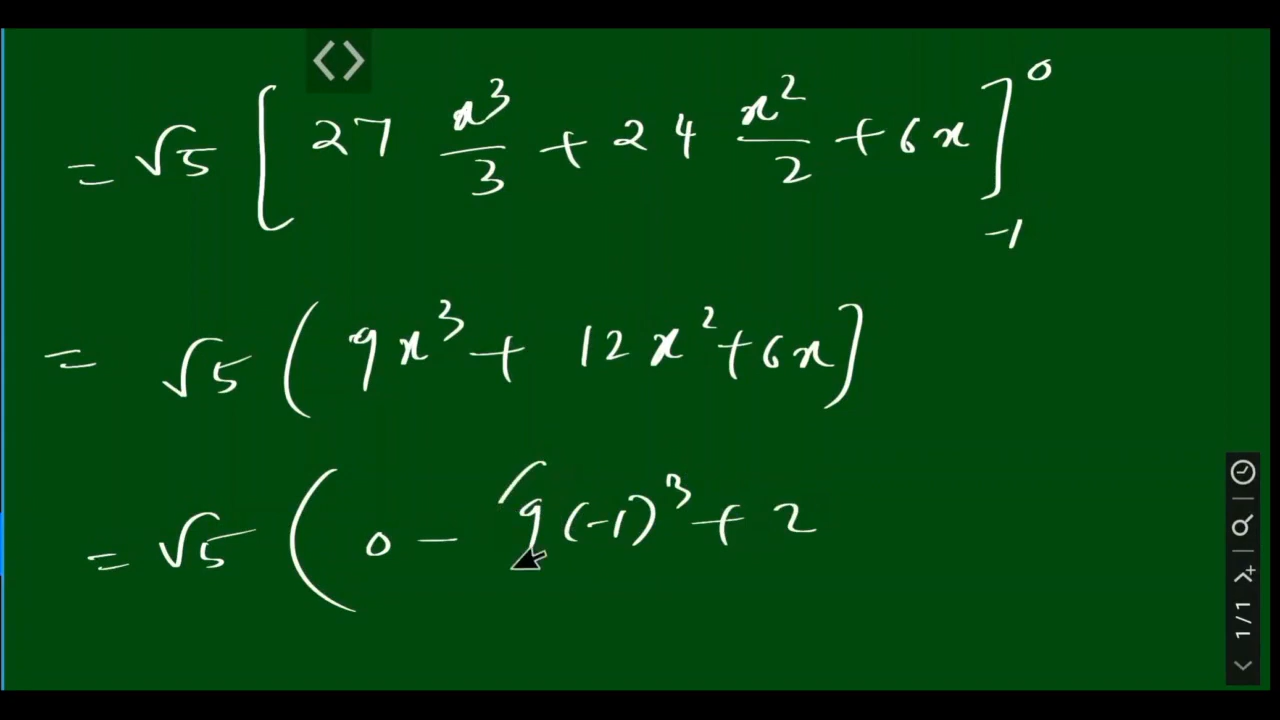 = √5 [ 27 x³/3 + 24 x²/2 + 6x ]⁰₋₁
= √5 ( 9x³ + 12x² + 6x ]
= √5 ( 0 - (9(-1)³ + 2
1/1